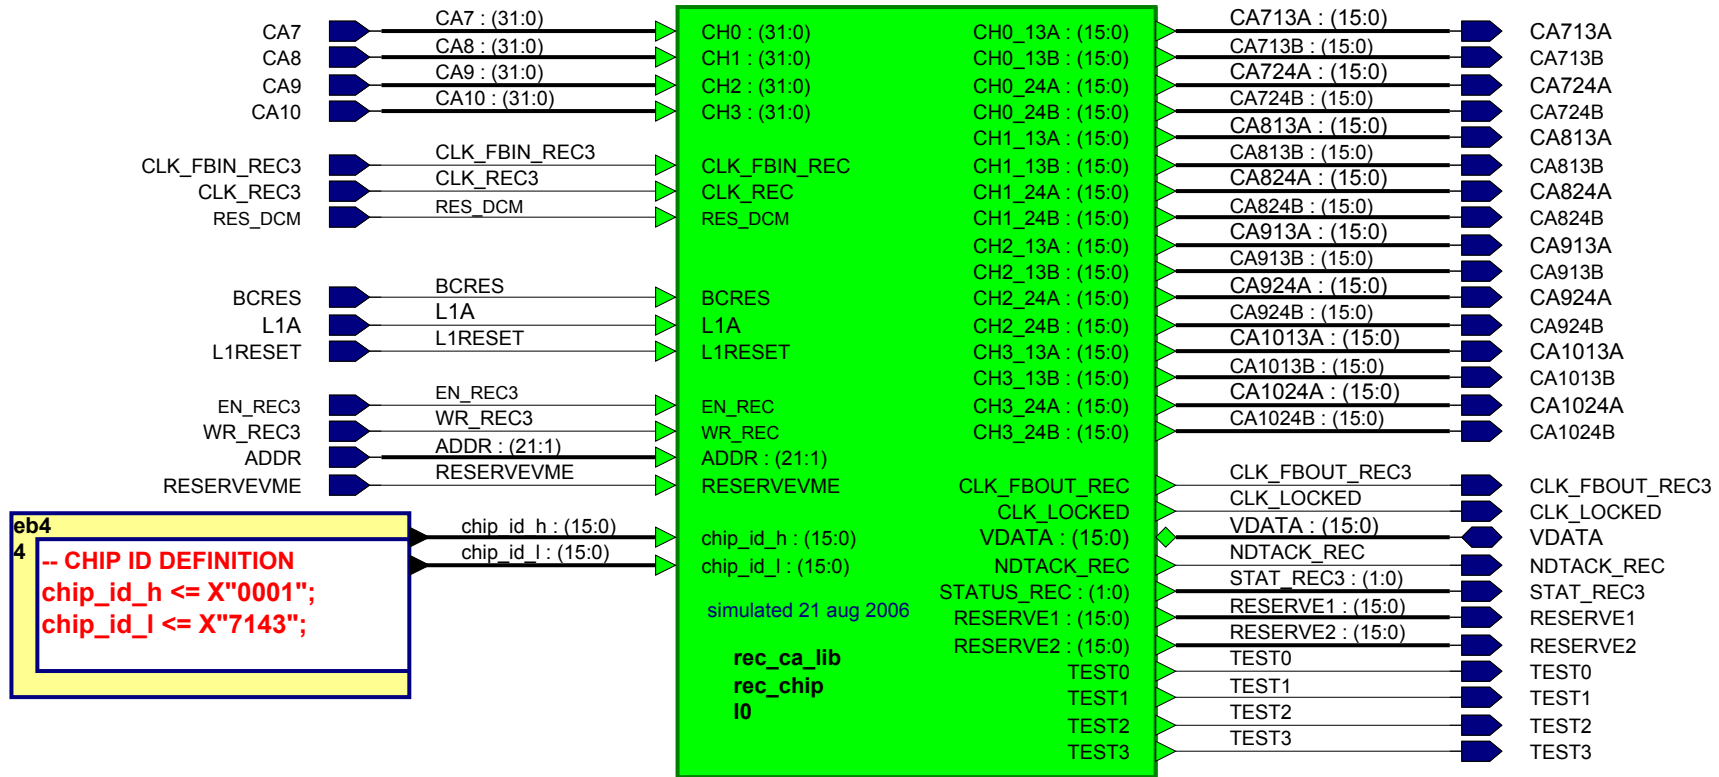 CA7 CA7 : (31:0) CH0 : (31:0) CH0_13A : (15:0) CA713A : (15:0) CA713A
CA8 CA8 : (31:0) CH1 : (31:0) CH0_13B : (15:0) CA713B : (15:0) CA713B
CA9 CA9 : (31:0) CH2 : (31:0) CH0_24A : (15:0) CA724A : (15:0) CA724A
CA10 CA10 : (31:0) CH3 : (31:0) CH0_24B : (15:0) CA724B : (15:0) CA724B
CH1_13A : (15:0) CA813A : (15:0) CA813A
CLK_FBIN_REC3 CLK_FBIN_REC3 CLK_FBIN_REC CH1_13B : (15:0) CA813B : (15:0) CA813B
CLK_REC3 CLK_REC3 CLK_REC CH1_24A : (15:0) CA824A : (15:0) CA824A
RES_DCM RES_DCM RES_DCM CH1_24B : (15:0) CA824B : (15:0) CA824B
CH2_13A : (15:0) CA913A : (15:0) CA913A
CH2_13B : (15:0) CA913B : (15:0) CA913B
BCRES BCRES BCRES CH2_24A : (15:0) CA924A : (15:0) CA924A
L1A L1A L1A CH2_24B : (15:0) CA924B : (15:0) CA924B
L1RESET L1RESET L1RESET CH3_13A : (15:0) CA1013A : (15:0) CA1013A
CH3_13B : (15:0) CA1013B : (15:0) CA1013B
EN_REC3 EN_REC3 EN_REC CH3_24A : (15:0) CA1024A : (15:0) CA1024A
WR_REC3 WR_REC3 WR_REC CH3_24B : (15:0) CA1024B : (15:0) CA1024B
ADDR ADDR : (21:1) ADDR : (21:1)
RESERVEVME RESERVEVME RESERVEVME CLK_FBOUT_REC CLK_FBOUT_REC3 CLK_FBOUT_REC3
CLK_LOCKED CLK_LOCKED CLK_LOCKED
eb4 chip_id_h : (15:0) chip_id_h : (15:0) VDATA : (15:0) VDATA : (15:0) VDATA
4 chip_id_l : (15:0) chip_id_l : (15:0) NDTACK_REC NDTACK_REC NDTACK_REC
-- CHIP ID DEFINITION
chip_id_h <= X"0001";
chip_id_l <= X"7143";
STATUS_REC : (1:0) STAT_REC3 : (1:0) STAT_REC3
simulated 21 aug 2006 RESERVE1 : (15:0) RESERVE1 : (15:0) RESERVE1
RESERVE2 : (15:0) RESERVE2 : (15:0) RESERVE2
rec_ca_lib TEST0 TEST0 TEST0
rec_chip TEST1 TEST1 TEST1
I0 TEST2 TEST2 TEST2
TEST3 TEST3 TEST3